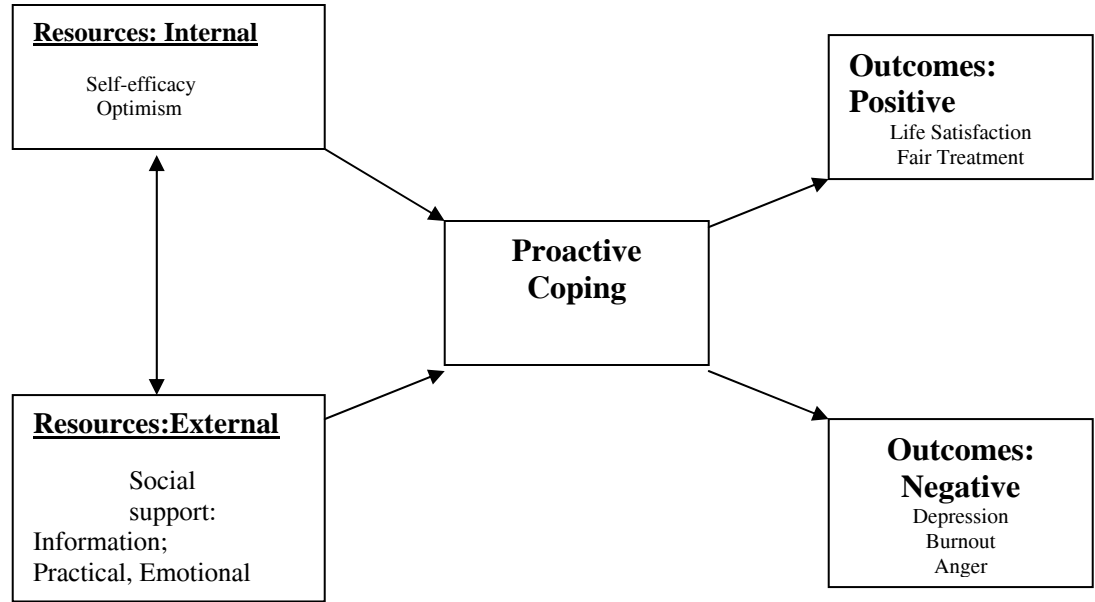 Resources: Internal
Self-efficacy
Optimism
Outcomes:
Positive
Life Satisfaction
Fair Treatment
Proactive
Coping
Resources:External
Social
support:
Information;
Practical, Emotional
Outcomes:
Negative
Depression
Burnout
Anger